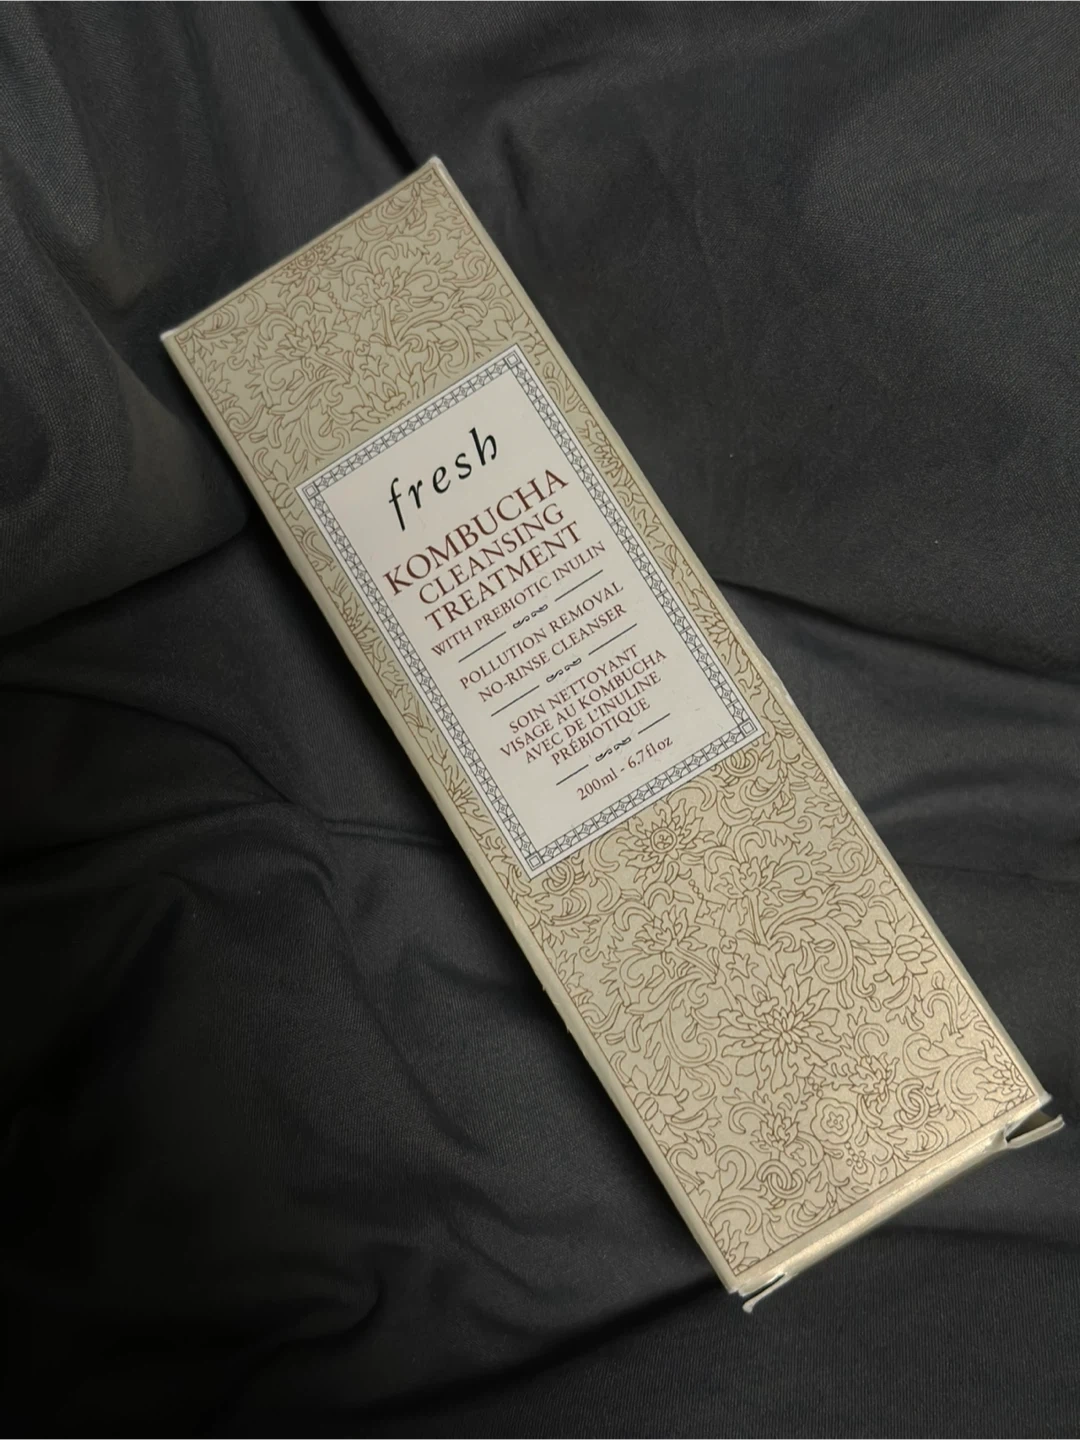 fresh
KOMBUCHA
CLEANSING
TREATMENT
WITH PREBIOTIC INULIN
POLLUTION REMOVAL
NO-RINSE CLEANSER
SOIN NETTOYANT
VISAGE AU KOMBUCHA
AVEC DE L'INULINE
PRÉBIOTIQUE
200ml - 6.7fl oz